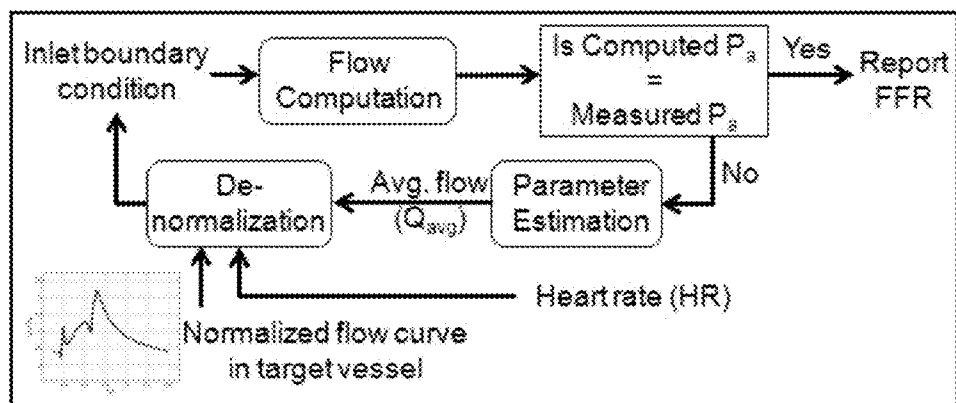 Inlet boundary
condition
Flow
Computation
Is Computed Pₐ
=
Measured Pₐ
Yes
Report
FFR
No
De-
normalization
Avg. flow
(Qavg)
Parameter
Estimation
Heart rate (HR)
Normalized flow curve
in target vessel